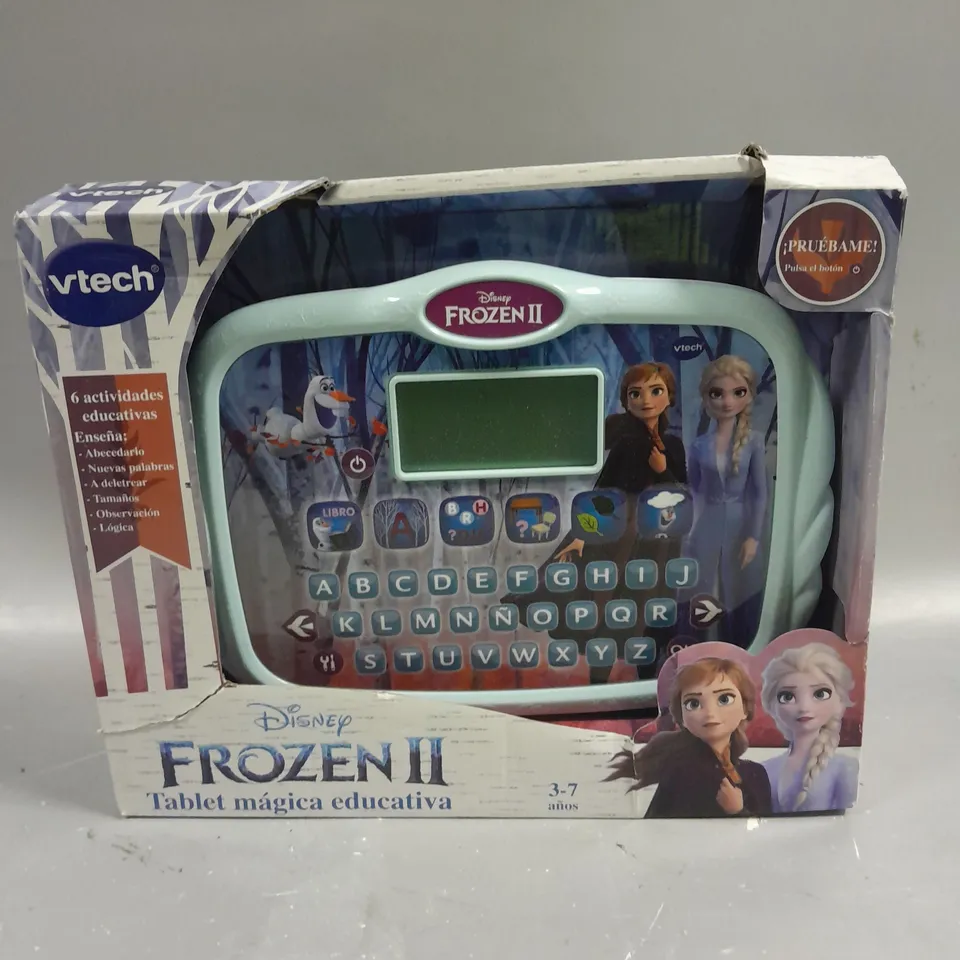 vtech
vtech
¡PRUÉBAME!
Pulsa el botón
6 actividades
educativas
Enseña:
- Abecedario
- Nuevas palabras
- A deletrear
- Tamaños
- Observación
- Lógica
Disney
FROZEN II
vtech
LIBRO
A
B R H
?
?
A B C D E F G H I J
K L M N Ñ O P Q R
S T U V W X Y Z
Disney
FROZEN II
Tablet mágica educativa
3-7
años